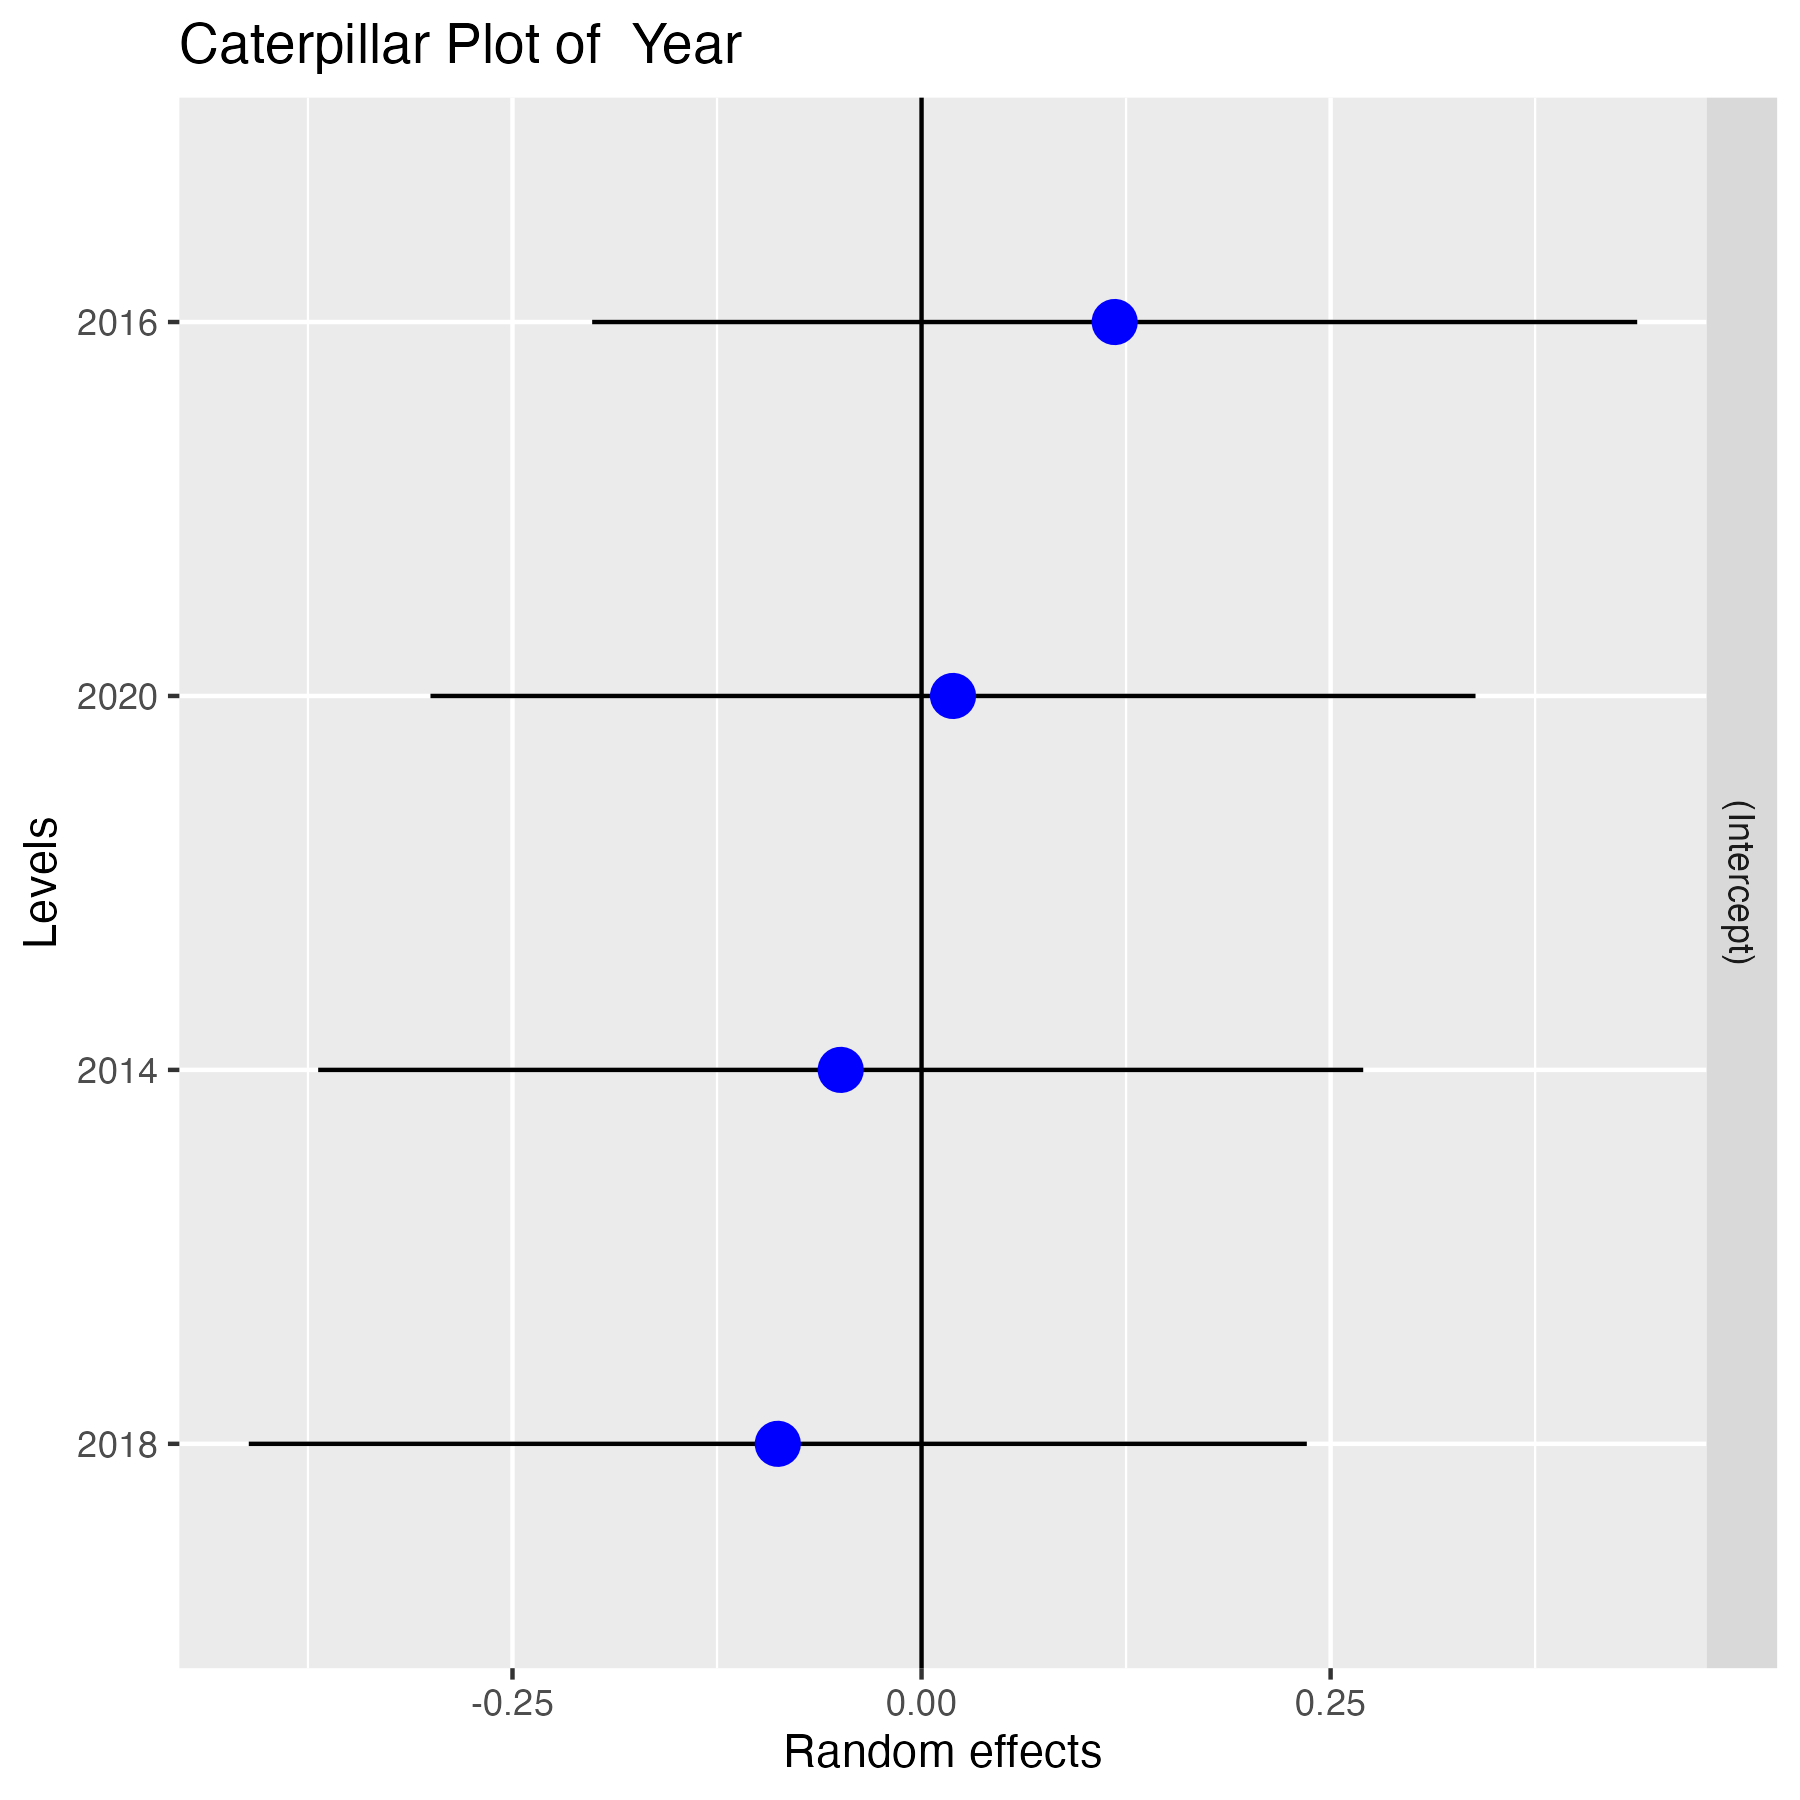 Caterpillar Plot of  Year
2016
2020
2014
2018
Levels
(Intercept)
-0.25
0.00
0.25
Random effects